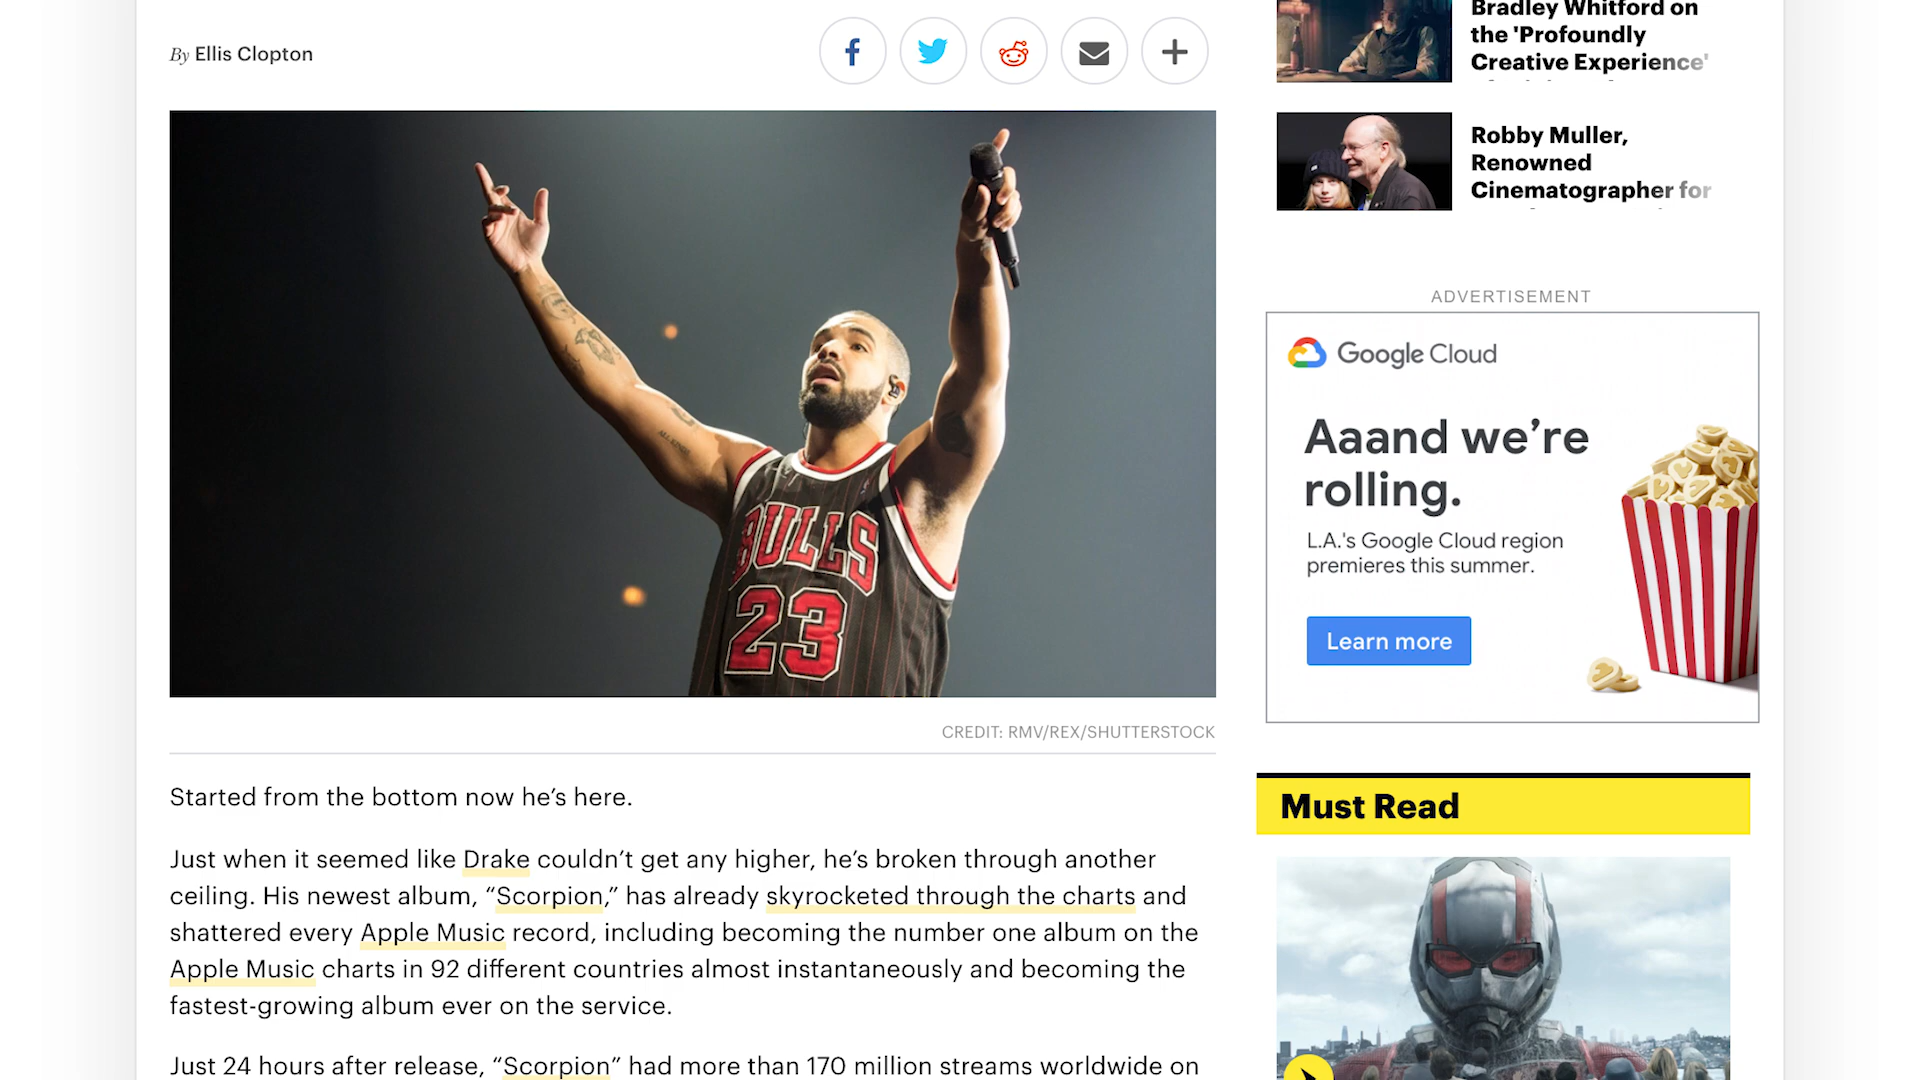 By Ellis Clopton
BULLS
23
CREDIT: RMV/REX/SHUTTERSTOCK
Started from the bottom now he’s here.
Just when it seemed like Drake couldn’t get any higher, he’s broken through another
ceiling. His newest album, “Scorpion,” has already skyrocketed through the charts and
shattered every Apple Music record, including becoming the number one album on the
Apple Music charts in 92 different countries almost instantaneously and becoming the
fastest-growing album ever on the service.
Just 24 hours after release, “Scorpion” had more than 170 million streams worldwide on
Bradley Whitford on
the 'Profoundly
Creative Experience'
Robby Muller,
Renowned
Cinematographer for
ADVERTISEMENT
Google Cloud
Aaand we’re
rolling.
L.A.'s Google Cloud region
premieres this summer.
Learn more
Must Read